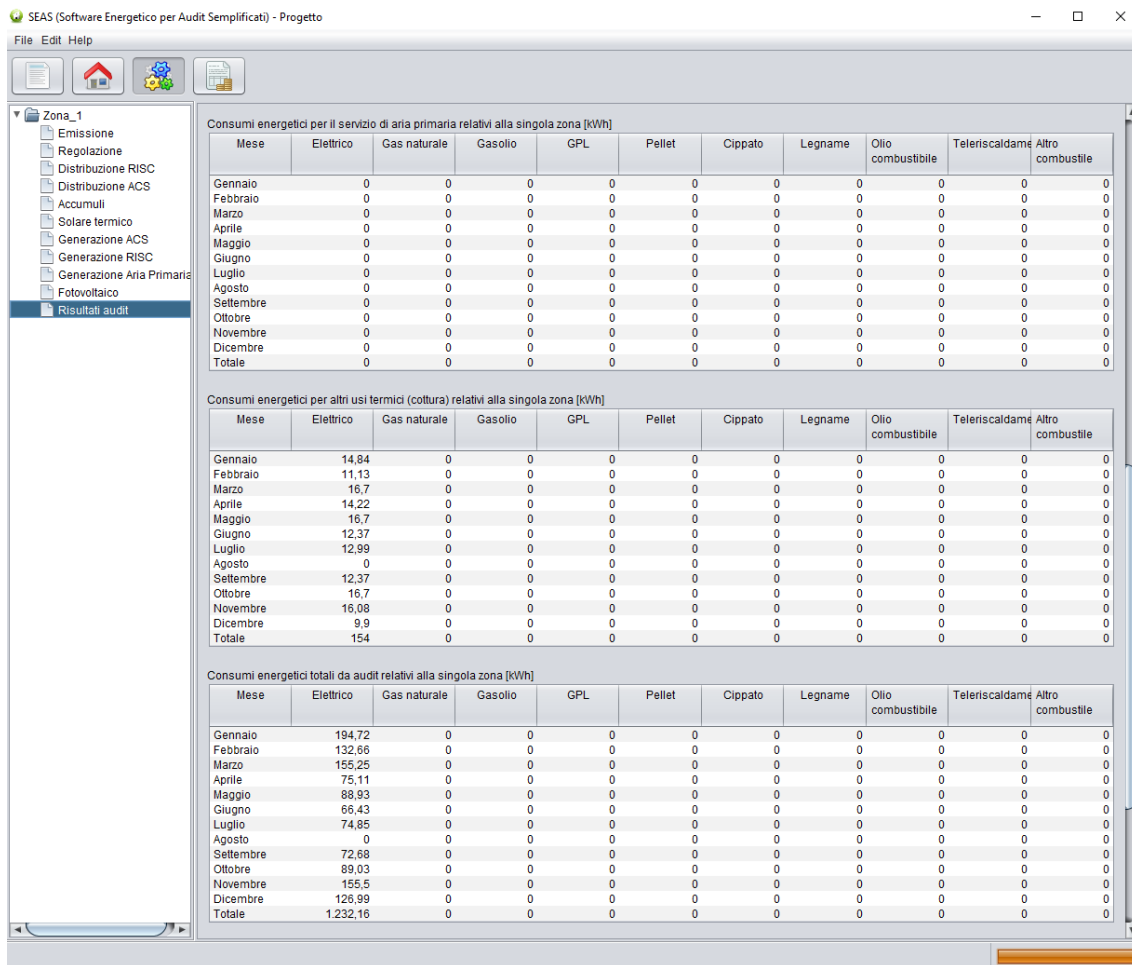 SEAS (Software Energetico per Audit Semplificati) - Progetto
File Edit Help
Zona_1
Emissione
Regolazione
Distribuzione RISC
Distribuzione ACS
Accumuli
Solare termico
Generazione ACS
Generazione RISC
Generazione Aria Primaria
Fotovoltaico
Risultati audit
Consumi energetici per il servizio di aria primaria relativi alla singola zona [kWh]
Mese Elettrico Gas naturale Gasolio GPL Pellet Cippato Legname Olio combustibile Teleriscaldame Altro combustile
Gennaio 0 0 0 0 0 0 0 0 0 0
Febbraio 0 0 0 0 0 0 0 0 0 0
Marzo 0 0 0 0 0 0 0 0 0 0
Aprile 0 0 0 0 0 0 0 0 0 0
Maggio 0 0 0 0 0 0 0 0 0 0
Giugno 0 0 0 0 0 0 0 0 0 0
Luglio 0 0 0 0 0 0 0 0 0 0
Agosto 0 0 0 0 0 0 0 0 0 0
Settembre 0 0 0 0 0 0 0 0 0 0
Ottobre 0 0 0 0 0 0 0 0 0 0
Novembre 0 0 0 0 0 0 0 0 0 0
Dicembre 0 0 0 0 0 0 0 0 0 0
Totale 0 0 0 0 0 0 0 0 0 0
Consumi energetici per altri usi termici (cottura) relativi alla singola zona [kWh]
Mese Elettrico Gas naturale Gasolio GPL Pellet Cippato Legname Olio combustibile Teleriscaldame Altro combustile
Gennaio 14,84 0 0 0 0 0 0 0 0 0
Febbraio 11,13 0 0 0 0 0 0 0 0 0
Marzo 16,7 0 0 0 0 0 0 0 0 0
Aprile 14,22 0 0 0 0 0 0 0 0 0
Maggio 16,7 0 0 0 0 0 0 0 0 0
Giugno 12,37 0 0 0 0 0 0 0 0 0
Luglio 12,99 0 0 0 0 0 0 0 0 0
Agosto 0 0 0 0 0 0 0 0 0 0
Settembre 12,37 0 0 0 0 0 0 0 0 0
Ottobre 16,7 0 0 0 0 0 0 0 0 0
Novembre 16,08 0 0 0 0 0 0 0 0 0
Dicembre 9,9 0 0 0 0 0 0 0 0 0
Totale 154 0 0 0 0 0 0 0 0 0
Consumi energetici totali da audit relativi alla singola zona [kWh]
Mese Elettrico Gas naturale Gasolio GPL Pellet Cippato Legname Olio combustibile Teleriscaldame Altro combustile
Gennaio 194,72 0 0 0 0 0 0 0 0 0
Febbraio 132,66 0 0 0 0 0 0 0 0 0
Marzo 155,25 0 0 0 0 0 0 0 0 0
Aprile 75,11 0 0 0 0 0 0 0 0 0
Maggio 88,93 0 0 0 0 0 0 0 0 0
Giugno 66,43 0 0 0 0 0 0 0 0 0
Luglio 74,85 0 0 0 0 0 0 0 0 0
Agosto 0 0 0 0 0 0 0 0 0 0
Settembre 72,68 0 0 0 0 0 0 0 0 0
Ottobre 89,03 0 0 0 0 0 0 0 0 0
Novembre 155,5 0 0 0 0 0 0 0 0 0
Dicembre 126,99 0 0 0 0 0 0 0 0 0
Totale 1.232,16 0 0 0 0 0 0 0 0 0